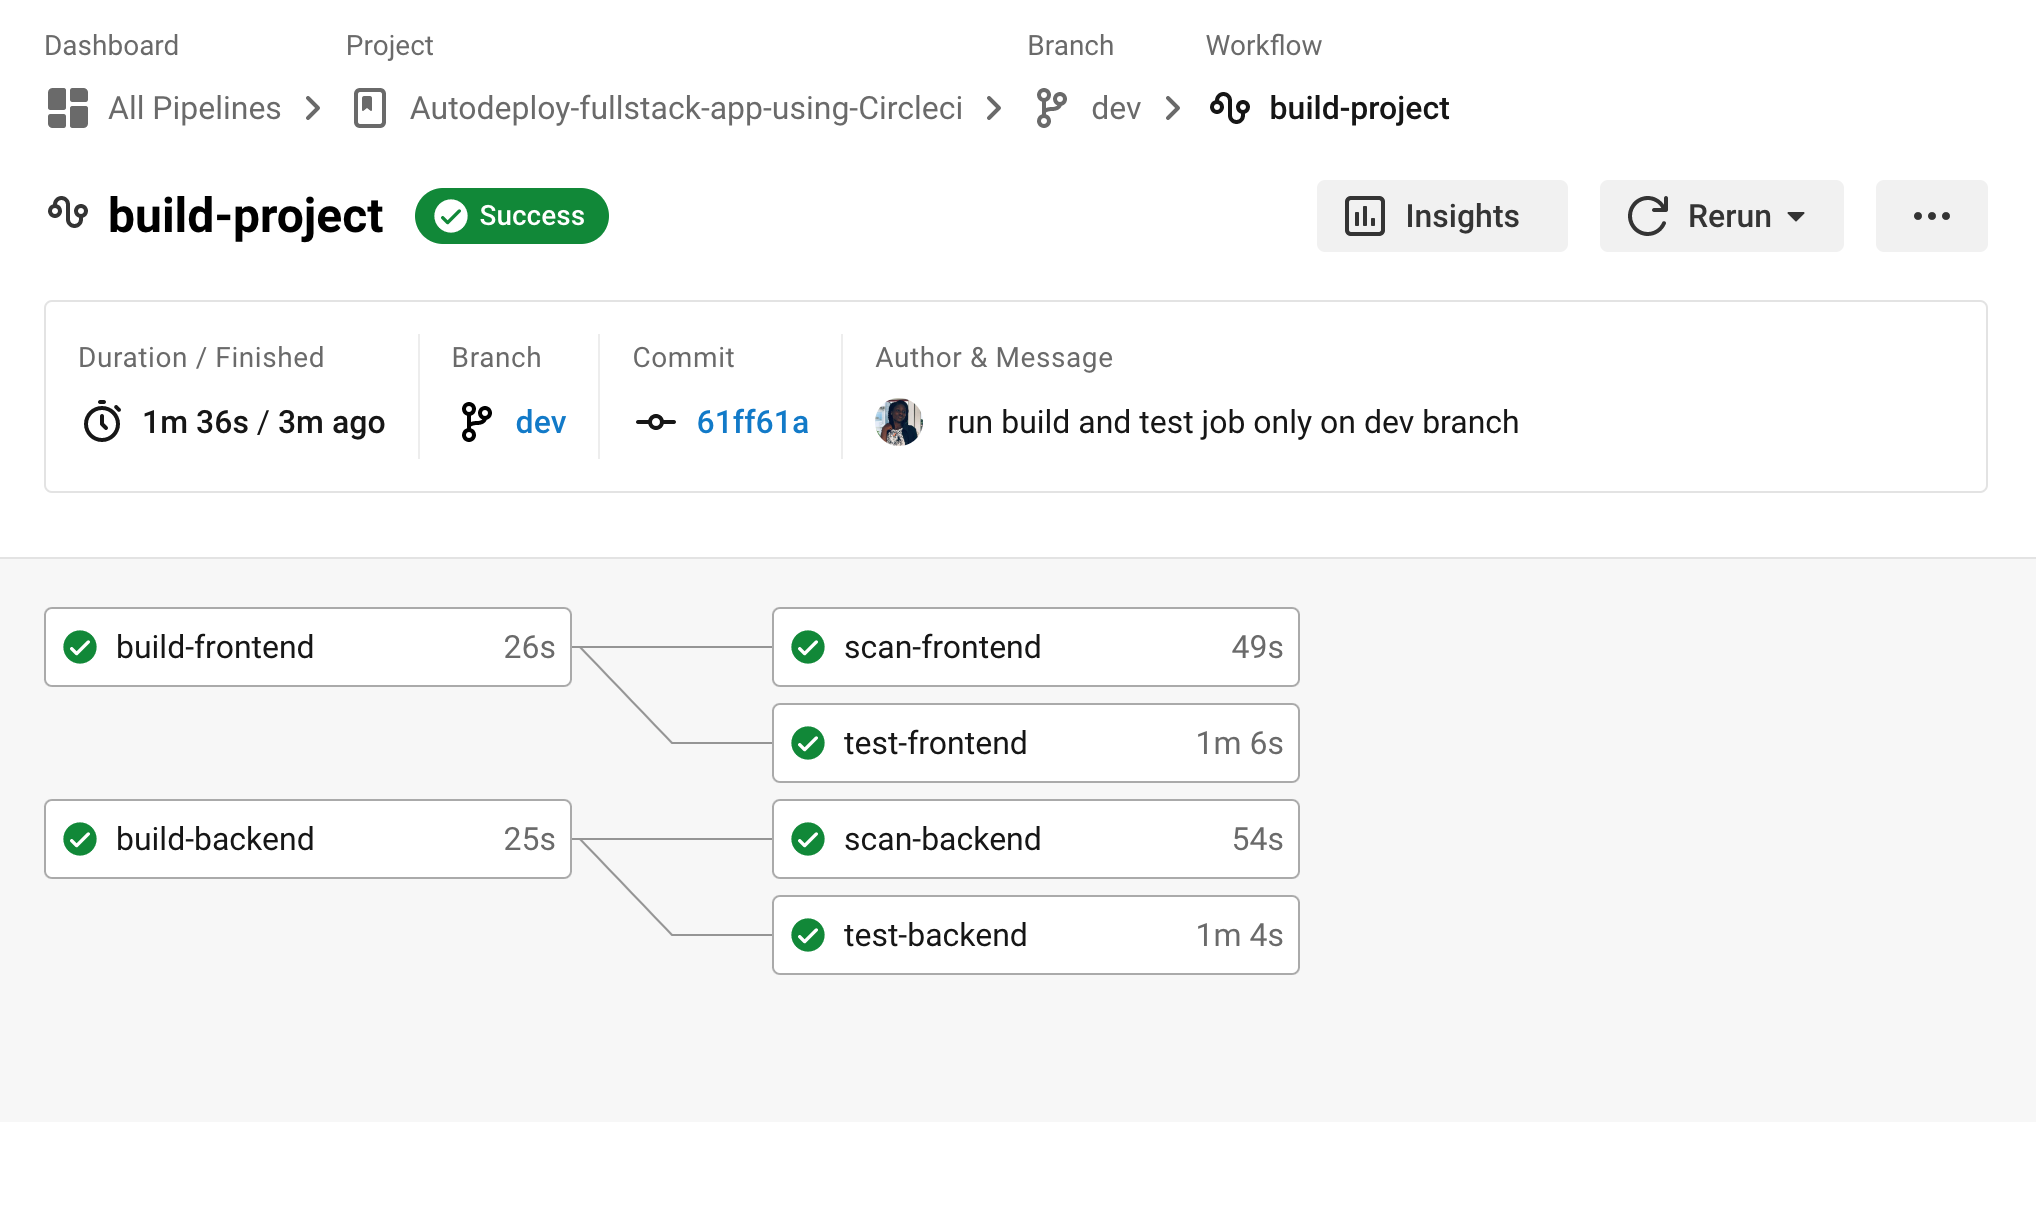 Dashboard Project Branch Workflow
All Pipelines Autodeploy-fullstack-app-using-Circleci dev build-project
build-project Success Insights Rerun
Duration / Finished Branch Commit Author & Message
1m 36s / 3m ago dev 61ff61a run build and test job only on dev branch
build-frontend 26s scan-frontend 49s
test-frontend 1m 6s
build-backend 25s scan-backend 54s
test-backend 1m 4s